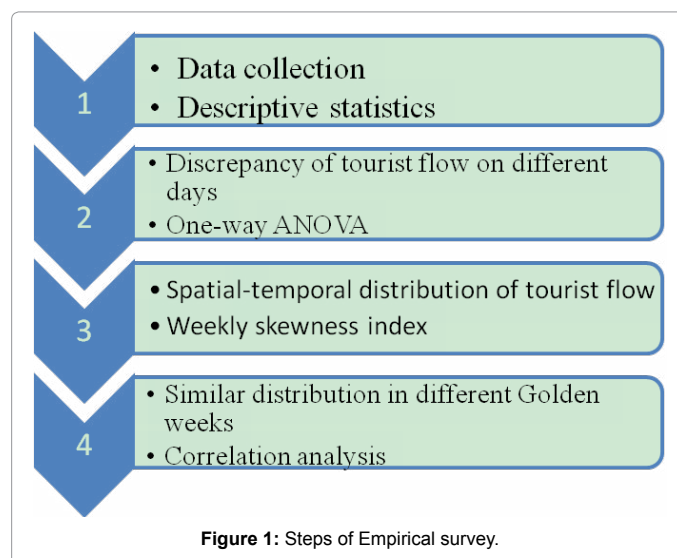 1
• Data collection
• Descriptive statistics
2
• Discrepancy of tourist flow on different
days
• One-way ANOVA
3
• Spatial-temporal distribution of tourist flow
• Weekly skewness index
4
• Similar distribution in different Golden
weeks
• Correlation analysis
Figure 1: Steps of Empirical survey.